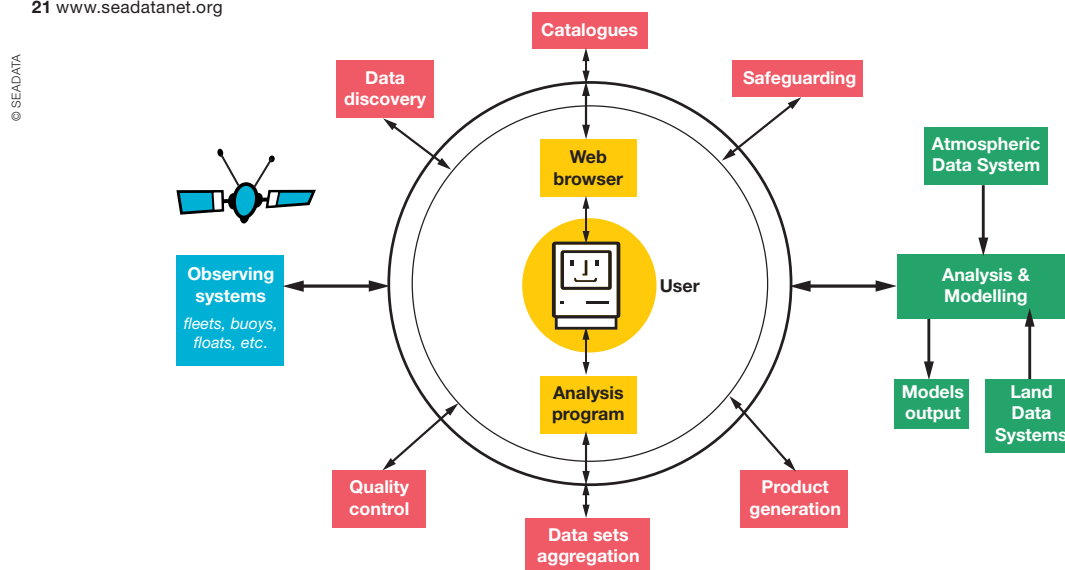 21 www.seadatanet.org
© SEADATA
Catalogues
Data
discovery
Safeguarding
Web
browser
Atmospheric
Data System
Observing
systems
fleets, buoys,
floats, etc.
User
Analysis &
Modelling
Analysis
program
Models
output
Land
Data
Systems
Quality
control
Product
generation
Data sets
aggregation